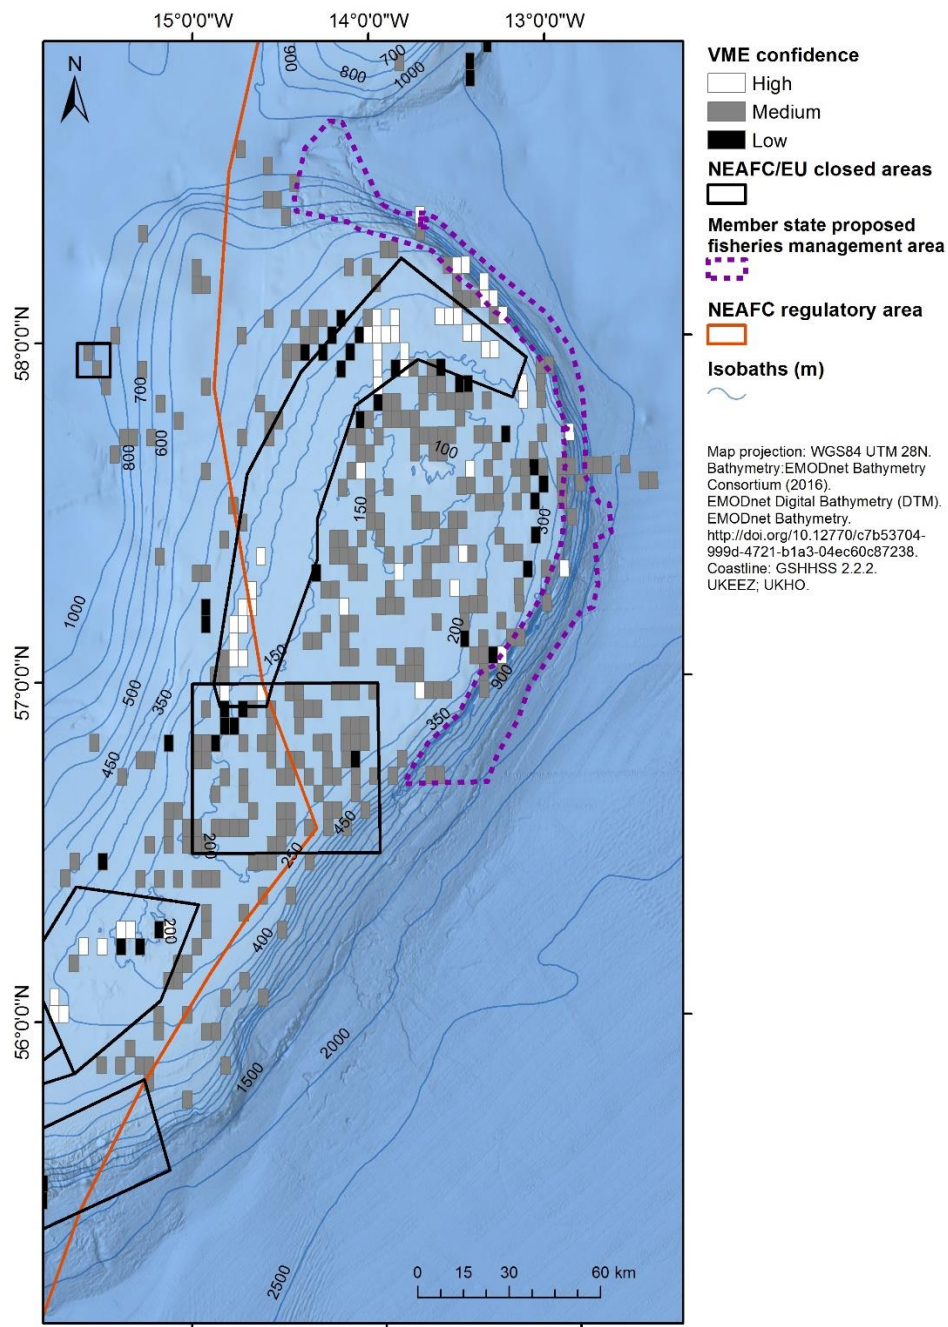 15°0'0"W 14°0'0"W 13°0'0"W
N
58°0'0"N
57°0'0"N
56°0'0"N
900
700
800
1000
700
800
600
100
150
300
1000
200
150
500
350
900
350
450
450
200
250
200
400
2000
1500
2500
0 15 30 60 km
VME confidence
High
Medium
Low
NEAFC/EU closed areas
Member state proposed
fisheries management area
NEAFC regulatory area
Isobaths (m)
Map projection: WGS84 UTM 28N.
Bathymetry:EMODnet Bathymetry
Consortium (2016).
EMODnet Digital Bathymetry (DTM).
EMODnet Bathymetry.
http://doi.org/10.12770/c7b53704-
999d-4721-b1a3-04ec60c87238.
Coastline: GSHHSS 2.2.2.
UKEEZ; UKHO.